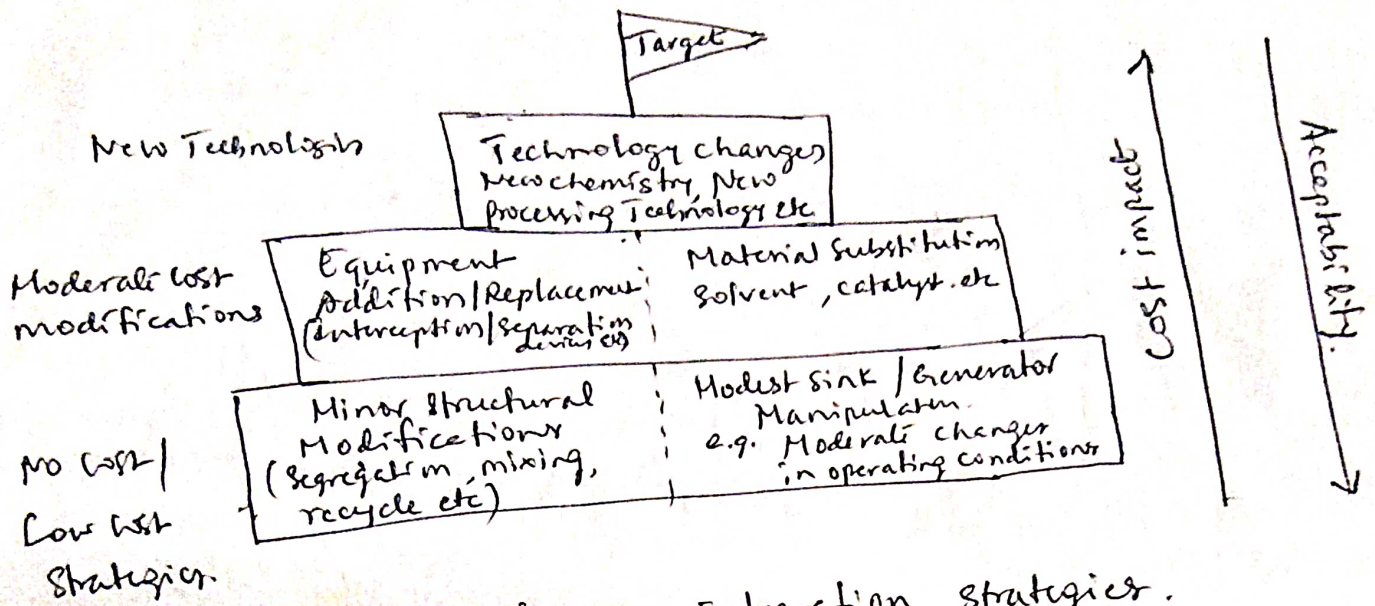 Target
New Technologies
Technology changes
New chemistry, New
processing Technology etc
Moderate cost
modifications
Equipment
Addition/Replacement
(Interception/separation
devices etc)
Material Substitution
Solvent, catalyst. etc
No cost/
Low cost
Strategies.
Minor Structural
Modifications
(segregation, mixing,
recycle etc)
Modest Sink / Generator
Manipulation.
e.g. Moderate changes
in operating conditions
Cost impact
Acceptability.
strategies.